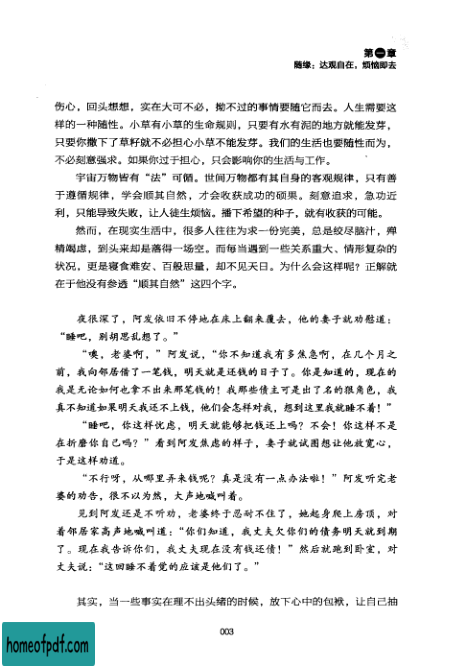 第一章
随缘：达观自在，烦恼即去
伤心，回头想想，实在大可不必，拗不过的事情要随它而去。人生需要这
样的一种随性。小草有小草的生命规则，只要有水有泥的地方就能发芽，
只要你撒下了草籽就不必担心小草不能发芽。我们的生活也要随性而为，
不必刻意强求。如果你过于担心，只会影响你的生活与工作。
宇宙万物皆有“法”可循。世间万物都有其自身的客观规律，只有善
于遵循规律，学会顺其自然，才会收获成功的硕果。刻意追求，急功近
利，只能导致失败，让人徒生烦恼。播下希望的种子，就有收获的可能。
然而，在现实生活中，很多人往往为求一份完美，总是绞尽脑汁，殚
精竭虑，到头来却是落得一场空。而每当遇到一些关系重大、情形复杂的
状况，更是寝食难安、百般思量，却不见天日。为什么会这样呢？正解就
在于他没有参透“顺其自然”这四个字。
夜很深了，阿发依旧不停地在床上翻来覆去，他的妻子就劝慰道：
“睡吧，别胡思乱想了。”
“噢，老婆啊，”阿发说，“你不知道我有多焦急啊，在几个月之
前，我向邻居借了一笔钱，明天就是还钱的日子了。你是知道的，现在的
我是无论如何也拿不出来那笔钱的！我那些债主可是出了名的狠角色，我
真不知道如果明天我还不上钱，他们会怎样对我，想到这里我就睡不着！”
“睡吧，你这样忧虑，明天就能够把钱还上吗？不会！你这样不是
在折磨你自己吗？”看到阿发焦虑的样子，妻子就试图想让他放宽心，
于是这样劝道。
“不行呀，从哪里弄来钱呢？真是没有一点办法啦！”阿发听完老
婆的劝告，很不以为然，大声地喊叫着。
见到阿发还是不听劝，老婆终于忍耐不住了，她起身爬上房顶，对
着邻居家高声地喊叫道：“你们知道，我丈夫欠你们的债务明天就到期
了。现在我告诉你们，我丈夫现在没有钱还债！”然后就跑到卧室，对
丈夫说：“这回睡不着觉的应该是他们了。”
其实，当一些事实在理不出头绪的时候，放下心中的包袱，让自己抽
003
homeofpdf.com